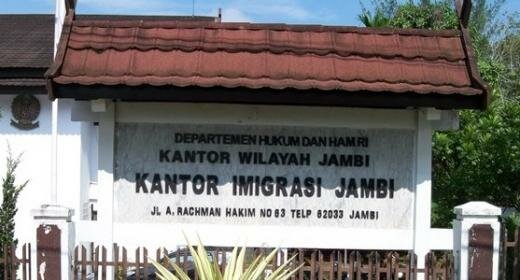 DEPARTEMEN HUKUM DAN HAM RI
KANTOR WILAYAH JAMBI
KANTOR IMIGRASI JAMBI
JL. A. RACHMAN HAKIM NO 63 TELP 62033 JAMBI